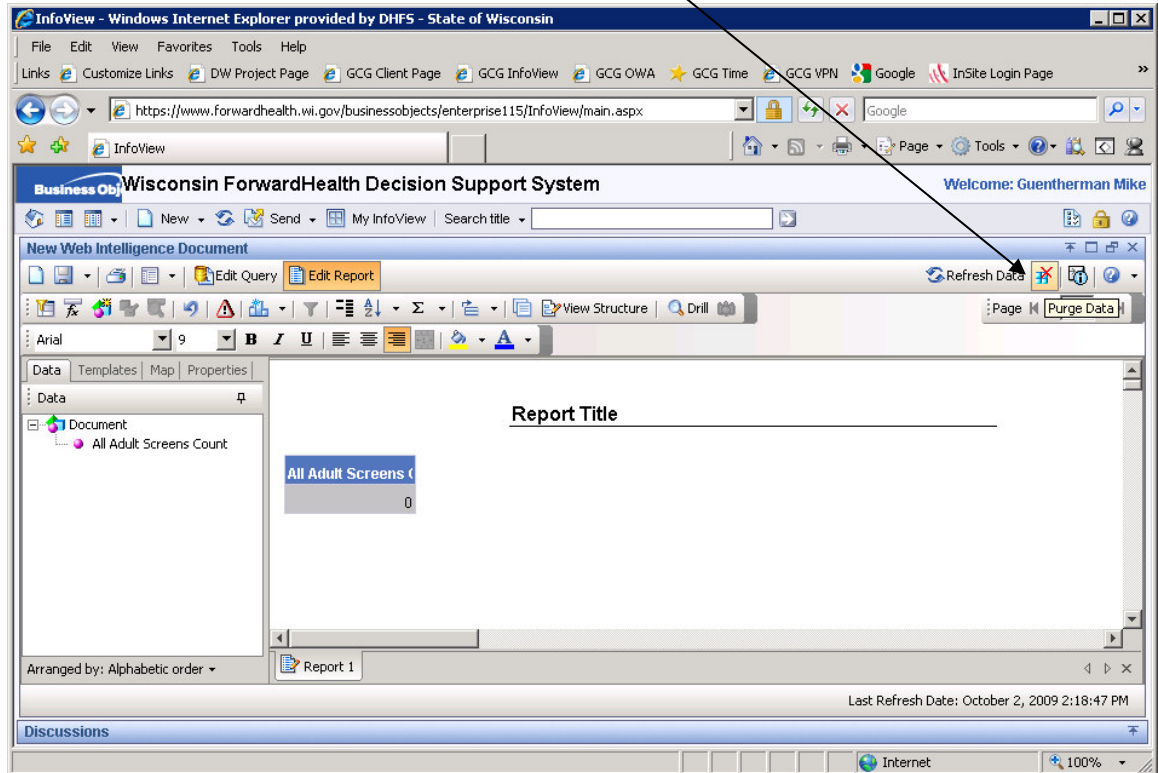 InfoView - Windows Internet Explorer provided by DHFS - State of Wisconsin
File Edit View Favorites Tools Help
Links Customize Links DW Project Page GCG Client Page GCG InfoView GCG OWA GCG Time GCG VPN Google InSite Login Page »
https://www.forwardhealth.wi.gov/businessobjects/enterprise115/InfoView/main.aspx Google
InfoView Page Tools
Business Obj Wisconsin ForwardHealth Decision Support System Welcome: Guentherman Mike
New Send My InfoView Search title
New Web Intelligence Document
Edit Query Edit Report Refresh Data
View Structure Drill Page Purge Data
Arial 9 B I U A
Data Templates Map Properties
Data
Report Title
Document
All Adult Screens Count
All Adult Screens (
0
Arranged by: Alphabetic order Report 1
Last Refresh Date: October 2, 2009 2:18:47 PM
Discussions
Internet 100%